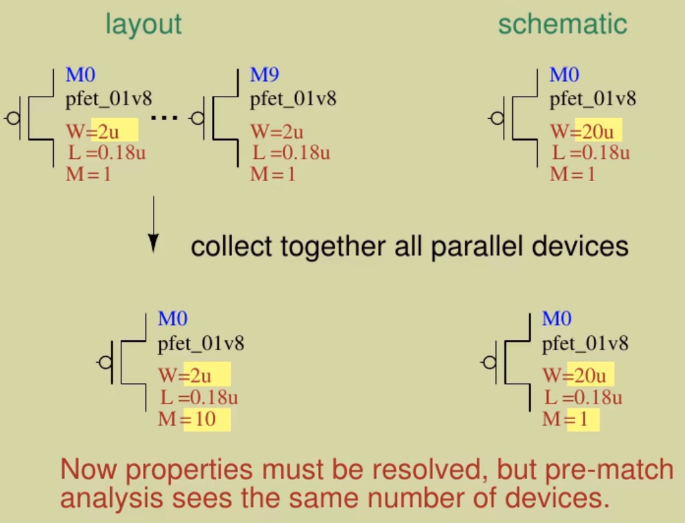 layout
schematic
M0
pfet_01v8
W=2u
L=0.18u
M=1
...
M9
pfet_01v8
W=2u
L=0.18u
M=1
M0
pfet_01v8
W=20u
L=0.18u
M=1
collect together all parallel devices
M0
pfet_01v8
W=2u
L=0.18u
M=10
M0
pfet_01v8
W=20u
L=0.18u
M=1
Now properties must be resolved, but pre-match
analysis sees the same number of devices.